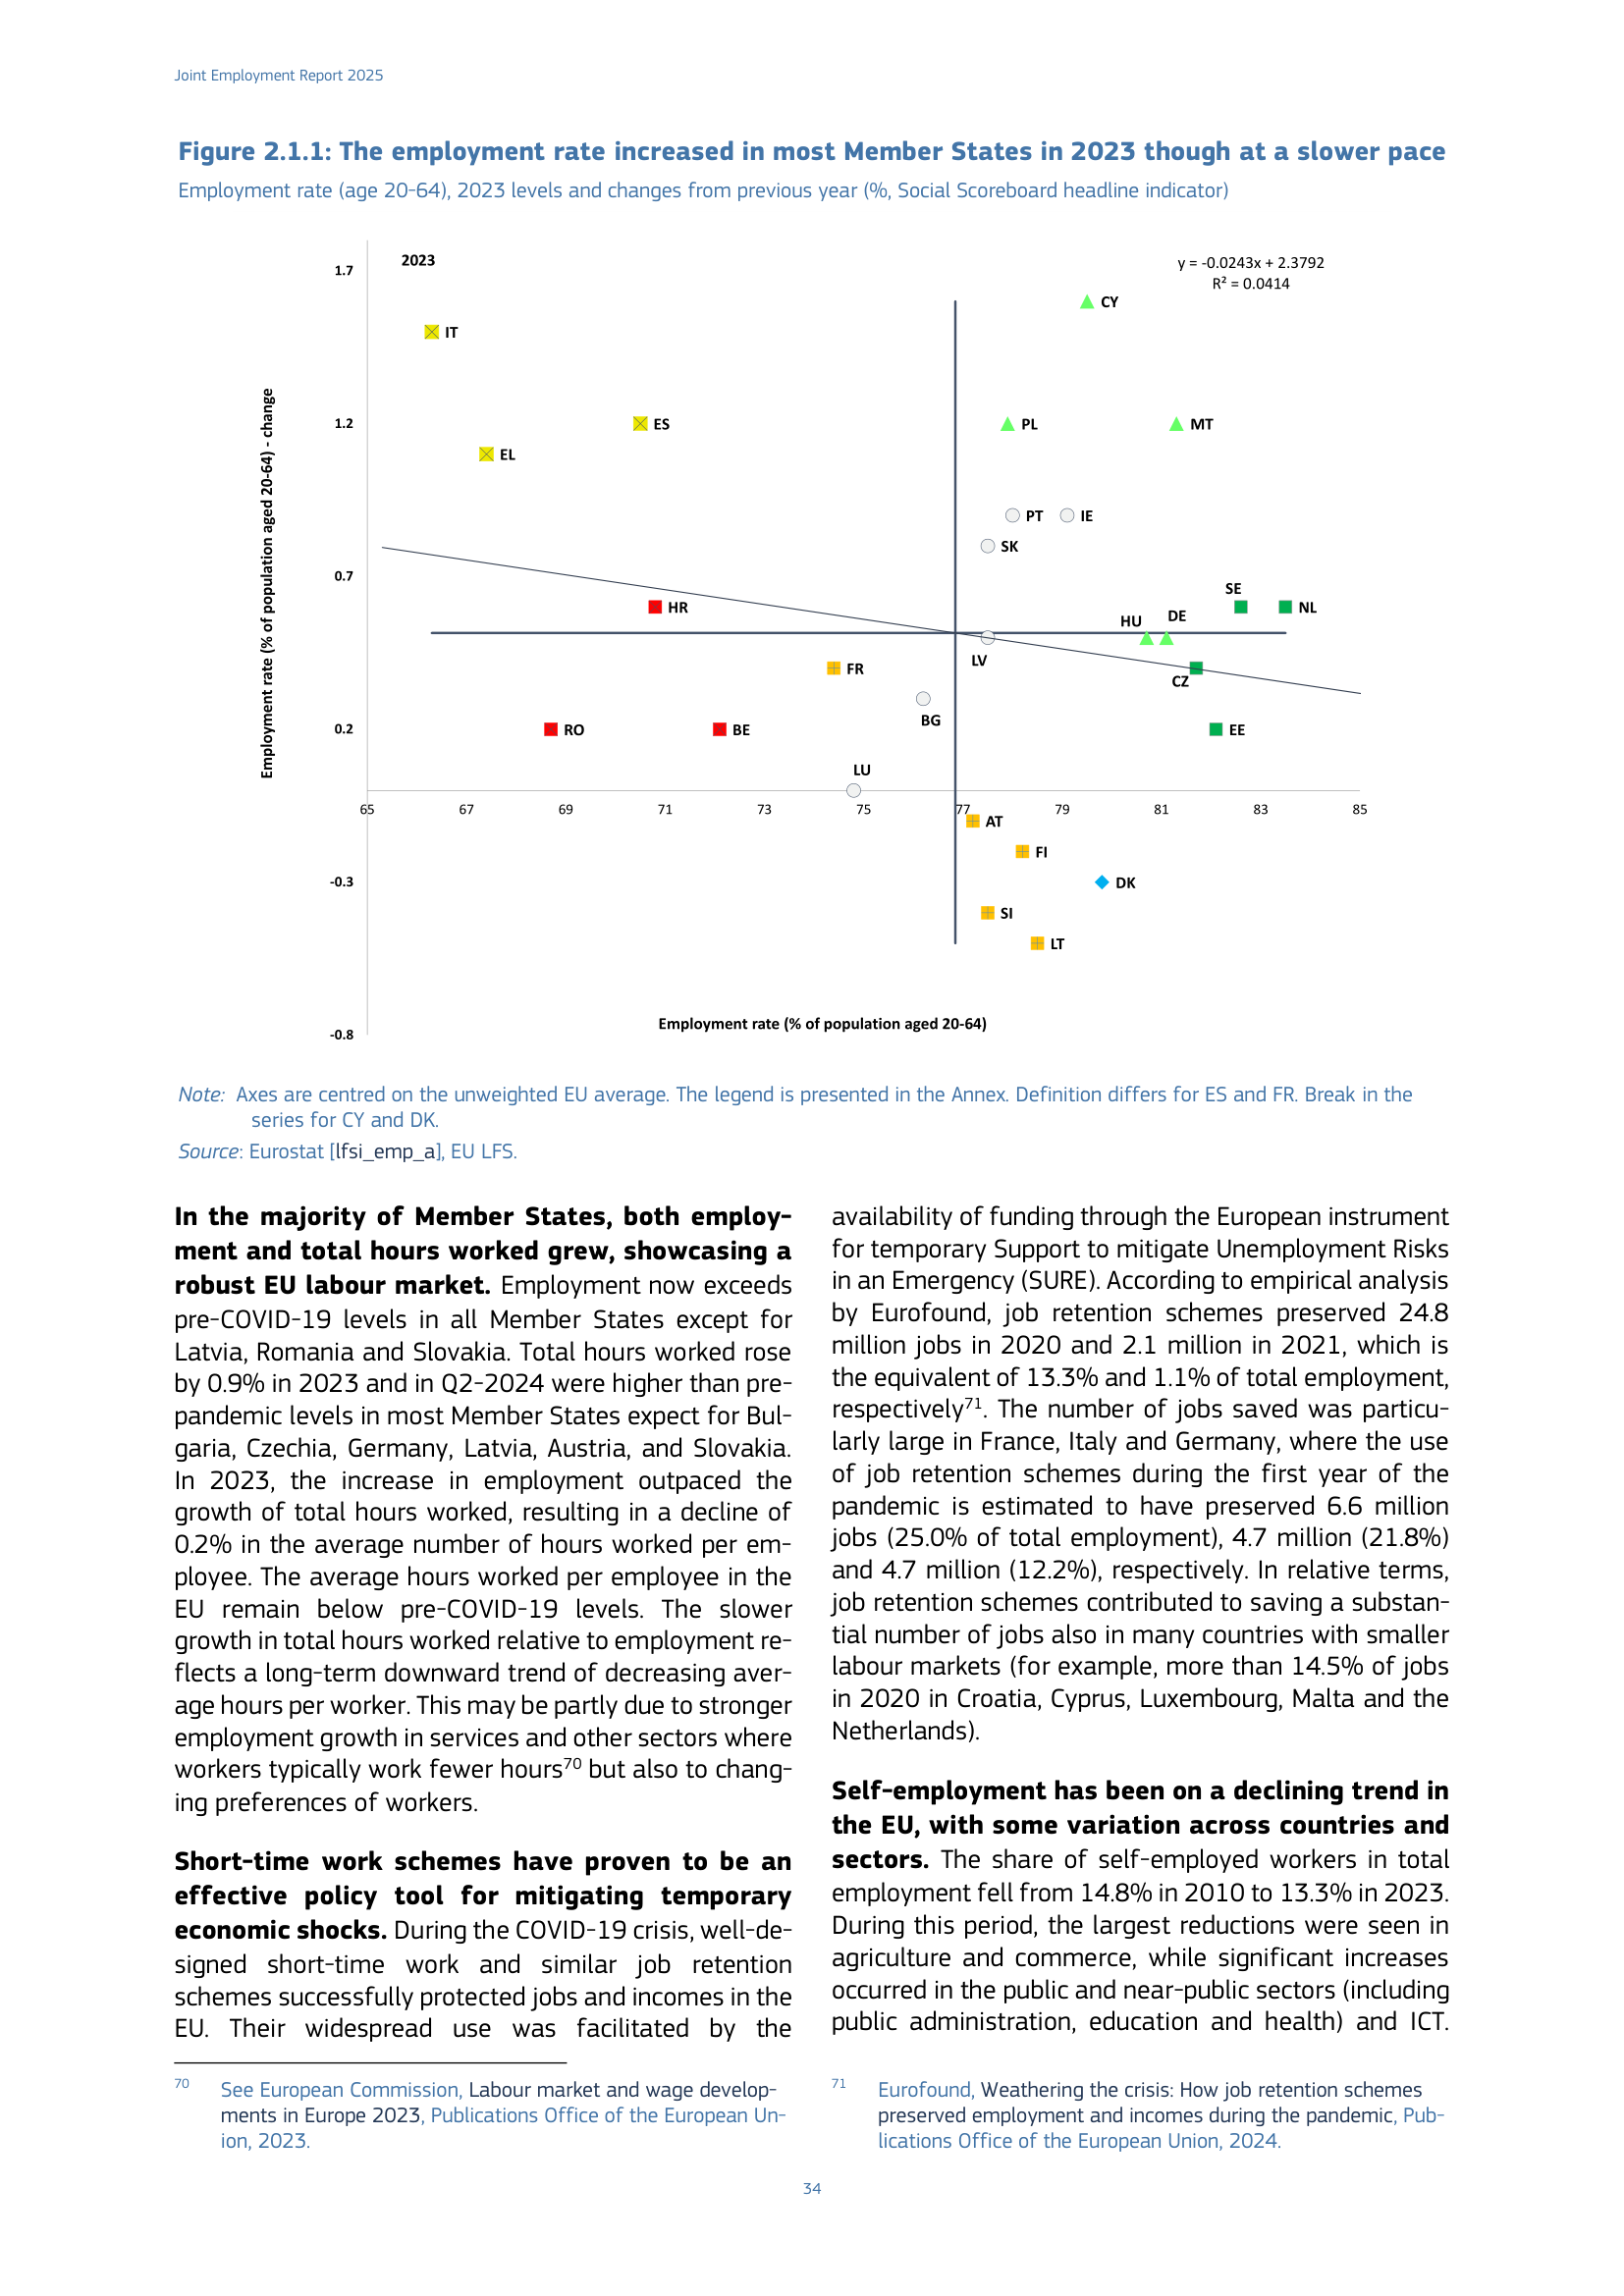 Joint Employment Report 2025
Figure 2.1.1: The employment rate increased in most Member States in 2023 though at a slower pace
Employment rate (age 20-64), 2023 levels and changes from previous year (%, Social Scoreboard headline indicator)
2023
y = -0.0243x + 2.3792
R² = 0.0414
1.7
1.2
0.7
0.2
-0.3
-0.8
Employment rate (% of population aged 20-64) - change
CY
IT
ES
PL
MT
EL
PT
IE
SK
SE
HR
NL
DE
HU
LV
FR
CZ
BG
RO
BE
EE
LU
65
67
69
71
73
75
77
79
81
83
85
AT
FI
DK
SI
LT
Employment rate (% of population aged 20-64)
Note: Axes are centred on the unweighted EU average. The legend is presented in the Annex. Definition differs for ES and FR. Break in the
series for CY and DK.
Source: Eurostat [lfsi_emp_a], EU LFS.
In the majority of Member States, both employ-
ment and total hours worked grew, showcasing a
robust EU labour market. Employment now exceeds
pre-COVID-19 levels in all Member States except for
Latvia, Romania and Slovakia. Total hours worked rose
by 0.9% in 2023 and in Q2-2024 were higher than pre-
pandemic levels in most Member States expect for Bul-
garia, Czechia, Germany, Latvia, Austria, and Slovakia.
In 2023, the increase in employment outpaced the
growth of total hours worked, resulting in a decline of
0.2% in the average number of hours worked per em-
ployee. The average hours worked per employee in the
EU remain below pre-COVID-19 levels. The slower
growth in total hours worked relative to employment re-
flects a long-term downward trend of decreasing aver-
age hours per worker. This may be partly due to stronger
employment growth in services and other sectors where
workers typically work fewer hours⁷⁰ but also to chang-
ing preferences of workers.
Short-time work schemes have proven to be an
effective policy tool for mitigating temporary
economic shocks. During the COVID-19 crisis, well-de-
signed short-time work and similar job retention
schemes successfully protected jobs and incomes in the
EU. Their widespread use was facilitated by the
availability of funding through the European instrument
for temporary Support to mitigate Unemployment Risks
in an Emergency (SURE). According to empirical analysis
by Eurofound, job retention schemes preserved 24.8
million jobs in 2020 and 2.1 million in 2021, which is
the equivalent of 13.3% and 1.1% of total employment,
respectively⁷¹. The number of jobs saved was particu-
larly large in France, Italy and Germany, where the use
of job retention schemes during the first year of the
pandemic is estimated to have preserved 6.6 million
jobs (25.0% of total employment), 4.7 million (21.8%)
and 4.7 million (12.2%), respectively. In relative terms,
job retention schemes contributed to saving a substan-
tial number of jobs also in many countries with smaller
labour markets (for example, more than 14.5% of jobs
in 2020 in Croatia, Cyprus, Luxembourg, Malta and the
Netherlands).
Self-employment has been on a declining trend in
the EU, with some variation across countries and
sectors. The share of self-employed workers in total
employment fell from 14.8% in 2010 to 13.3% in 2023.
During this period, the largest reductions were seen in
agriculture and commerce, while significant increases
occurred in the public and near-public sectors (including
public administration, education and health) and ICT.
70 See European Commission, Labour market and wage develop-
ments in Europe 2023, Publications Office of the European Un-
ion, 2023.
71 Eurofound, Weathering the crisis: How job retention schemes
preserved employment and incomes during the pandemic, Pub-
lications Office of the European Union, 2024.
34